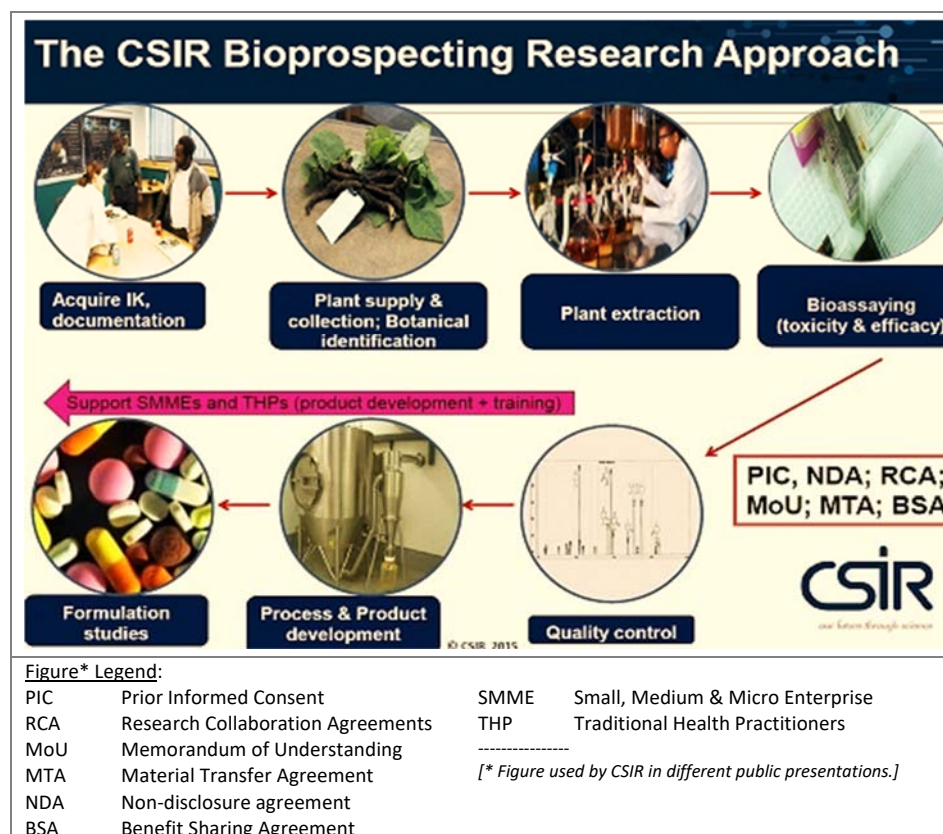 The CSIR Bioprospecting Research Approach
Acquire IK,
documentation
Plant supply &
collection; Botanical
identification
Plant extraction
Bioassaying
(toxicity & efficacy)
Support SMMEs and THPs (product development + training)
PIC, NDA; RCA;
MoU; MTA; BSA
CSIR
our future through science
Formulation
studies
Process & Product
development
Quality control
© CSIR 2015
Figure* Legend:
PIC Prior Informed Consent
RCA Research Collaboration Agreements
MoU Memorandum of Understanding
MTA Material Transfer Agreement
NDA Non-disclosure agreement
BSA Benefit Sharing Agreement
SMME Small, Medium & Micro Enterprise
THP Traditional Health Practitioners
----------------
[* Figure used by CSIR in different public presentations.]